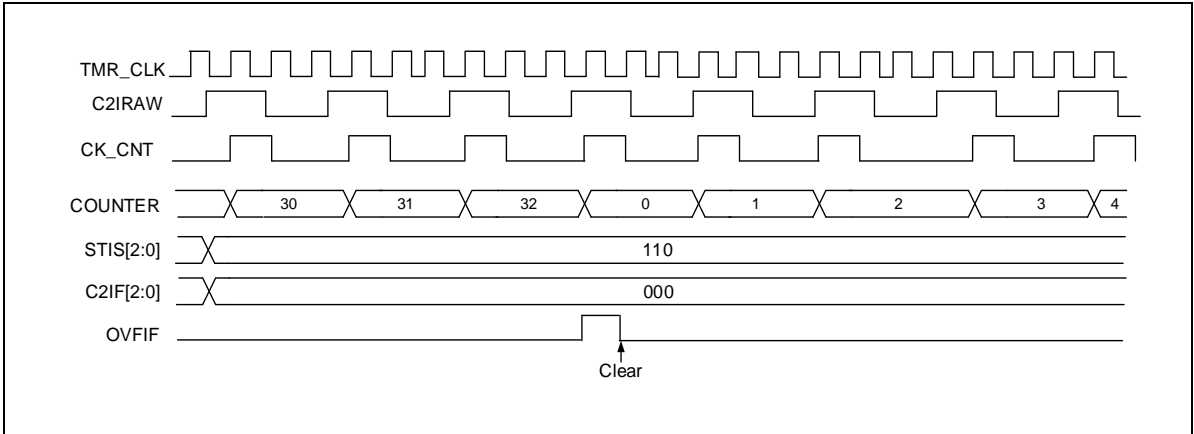 TMR_CLK
C2IRAW
CK_CNT
COUNTER 30 31 32 0 1 2 3 4
STIS[2:0] 110
C2IF[2:0] 000
OVFIF
Clear